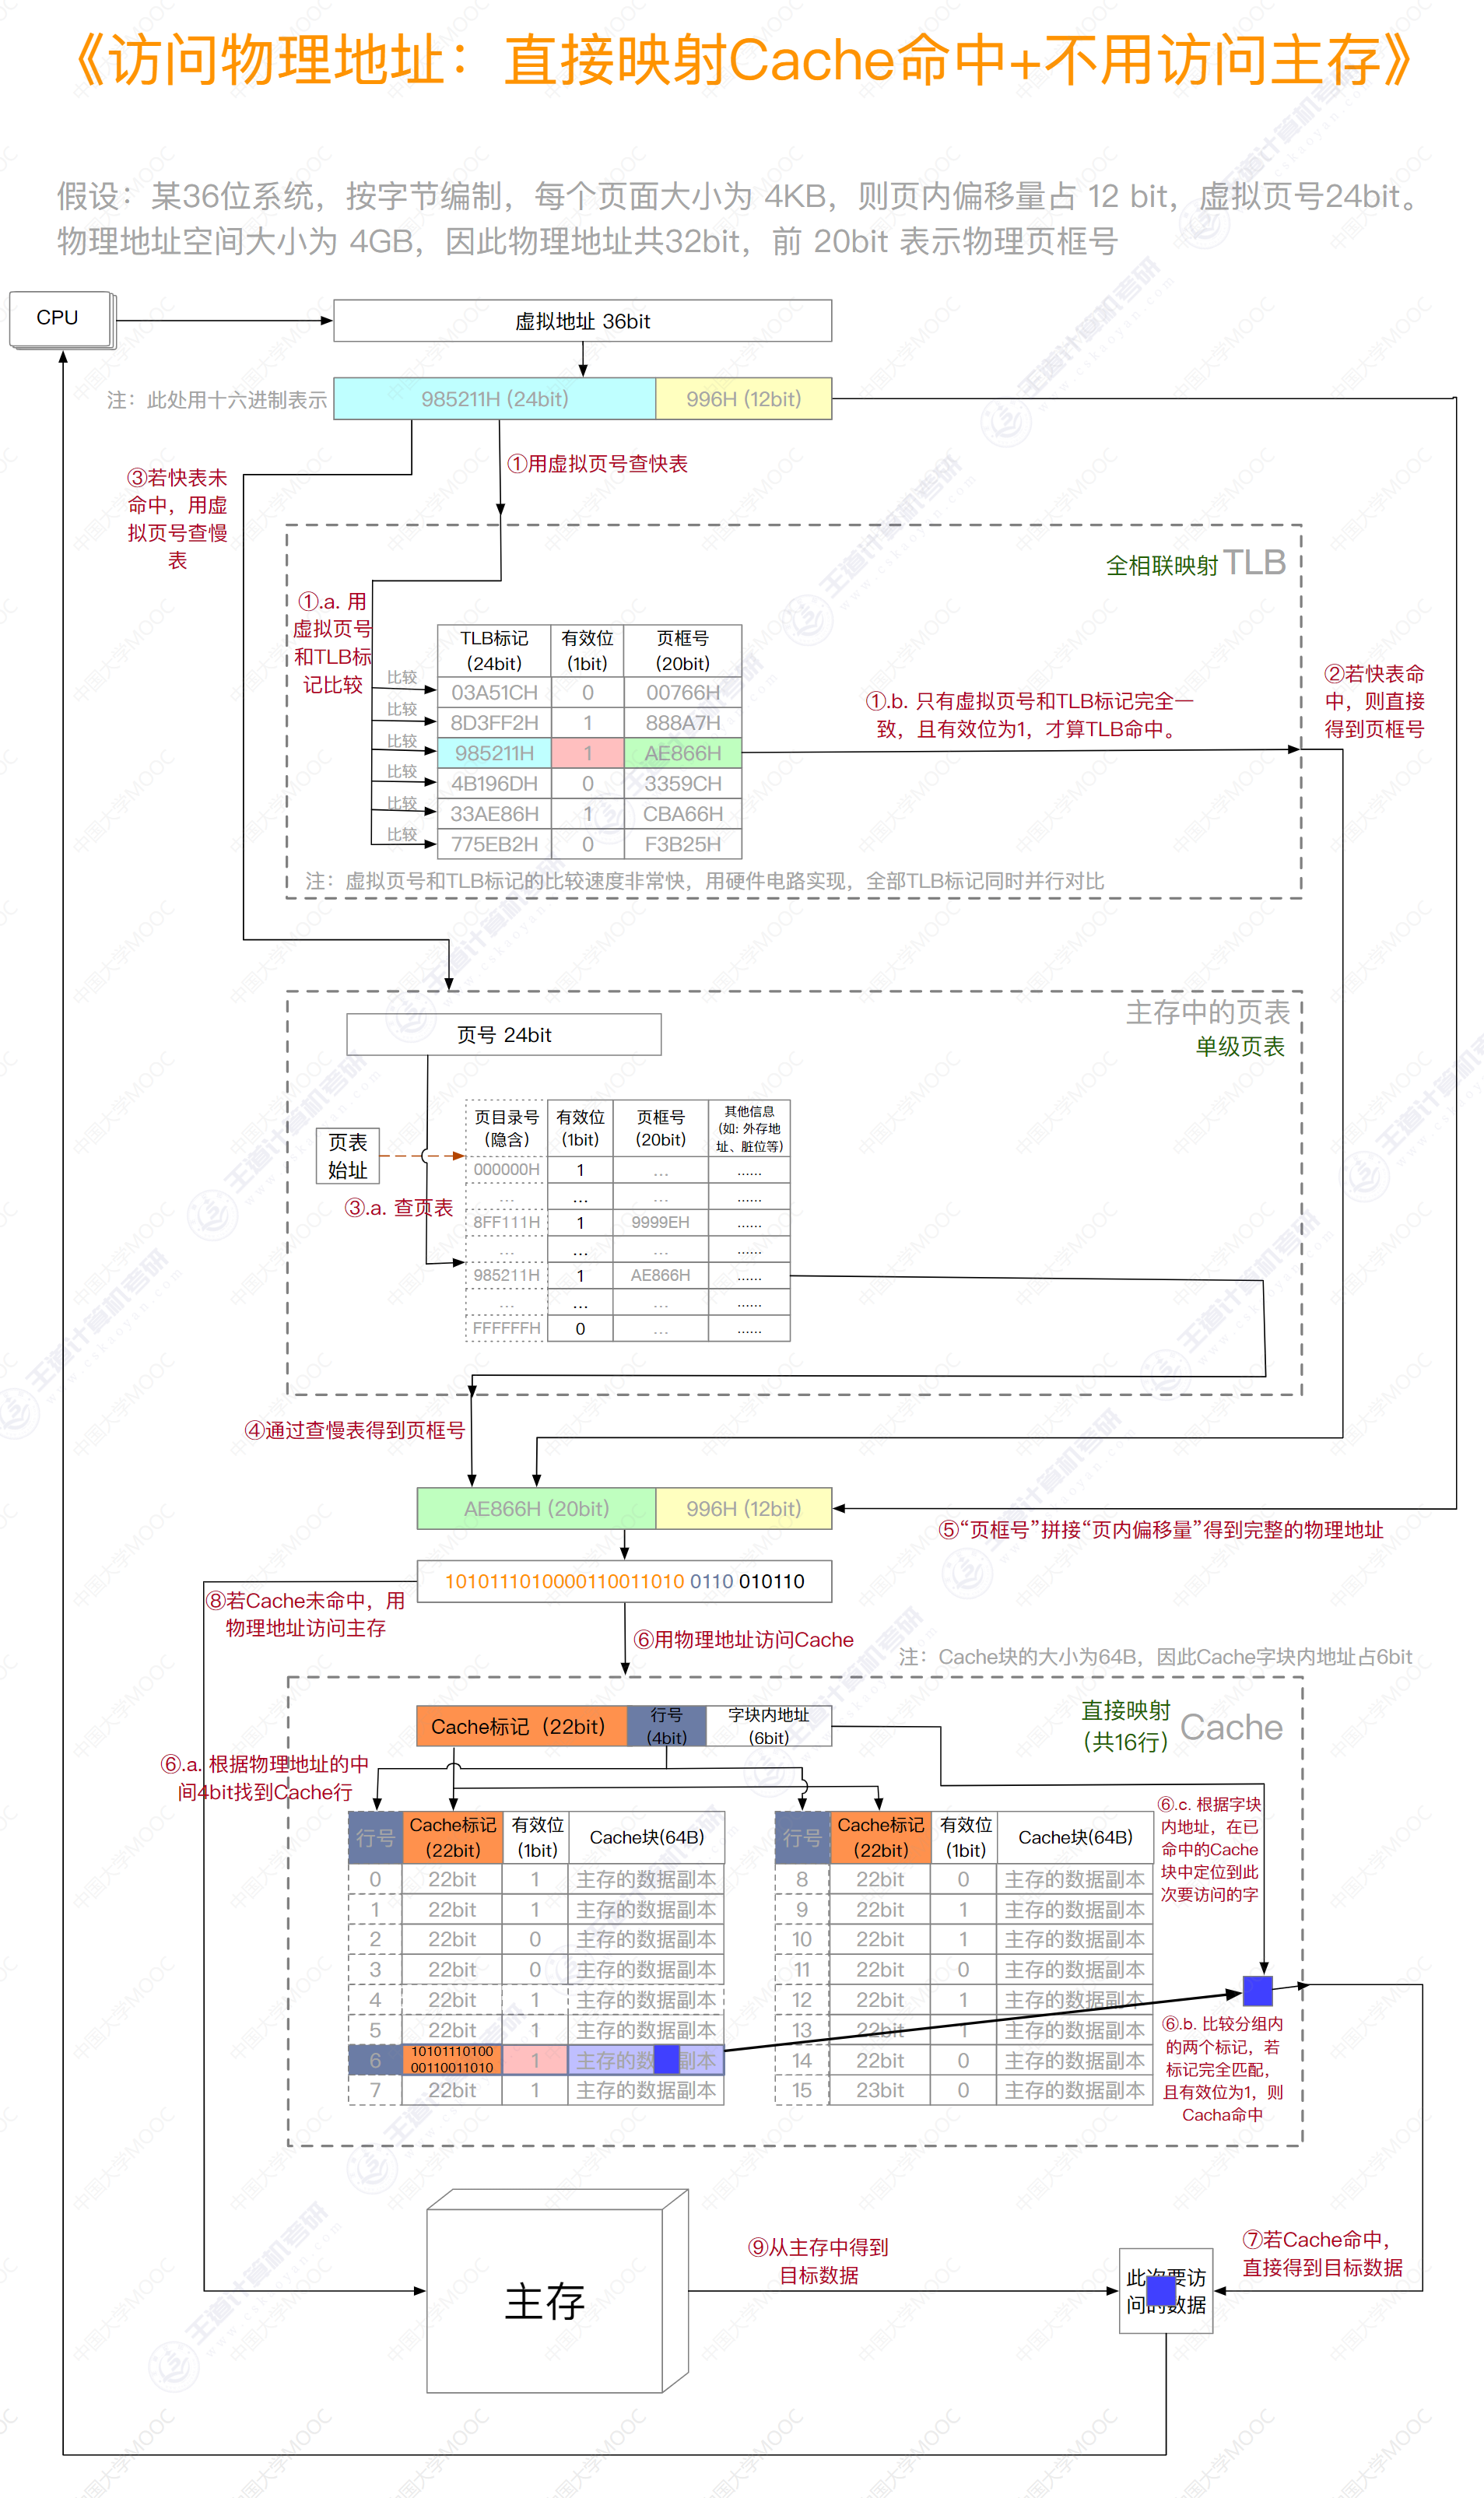 《访问物理地址：直接映射Cache命中+不用访问主存》
假设：某36位系统，按字节编制，每个页面大小为 4KB，则页内偏移量占 12 bit，虚拟页号24bit。
物理地址空间大小为 4GB，因此物理地址共32bit，前 20bit 表示物理页框号
CPU
虚拟地址 36bit
注：此处用十六进制表示
985211H (24bit)
996H (12bit)
①用虚拟页号查快表
③若快表未
命中，用虚
拟页号查慢
表
全相联映射 TLB
①.a. 用
虚拟页号
和TLB标
记比较
TLB标记 有效位 页框号
(24bit) (1bit) (20bit)
比较 03A51CH 0 00766H
比较 8D3FF2H 1 888A7H
比较 985211H 1 AE866H
比较 4B196DH 0 3359CH
比较 33AE86H 1 CBA66H
比较 775EB2H 0 F3B25H
①.b. 只有虚拟页号和TLB标记完全一
致，且有效位为1，才算TLB命中。
②若快表命
中，则直接
得到页框号
注：虚拟页号和TLB标记的比较速度非常快，用硬件电路实现，全部TLB标记同时并行对比
主存中的页表
单级页表
页号 24bit
页表
始址
③.a. 查页表
页目录号 有效位 页框号 其他信息
(隐含) (1bit) (20bit) (如: 外存地
址、脏位等)
000000H 1 ... ......
... ... ... ......
8FF111H 1 9999EH ......
... ... ... ......
985211H 1 AE866H ......
... ... ... ......
FFFFFFH 0 ... ......
④通过查慢表得到页框号
AE866H (20bit)
996H (12bit)
⑤“页框号”拼接“页内偏移量”得到完整的物理地址
1010111010000110011010 0110 010110
⑧若Cache未命中，用
物理地址访问主存
⑥用物理地址访问Cache
注：Cache块的大小为64B，因此Cache字块内地址占6bit
Cache标记（22bit）
行号
(4bit)
字块内地址
(6bit)
直接映射
（共16行） Cache
⑥.a. 根据物理地址的中
间4bit找到Cache行
行号 Cache标记 有效位 Cache块(64B)
(22bit) (1bit)
0 22bit 1 主存的数据副本
1 22bit 1 主存的数据副本
2 22bit 0 主存的数据副本
3 22bit 0 主存的数据副本
4 22bit 1 主存的数据副本
5 22bit 1 主存的数据副本
6 10101110100 1 主存的数 副本
00110011010
7 22bit 1 主存的数据副本
行号 Cache标记 有效位 Cache块(64B)
(22bit) (1bit)
8 22bit 0 主存的数据副本
9 22bit 1 主存的数据副本
10 22bit 1 主存的数据副本
11 22bit 0 主存的数据副本
12 22bit 1 主存的数据副本
13 22bit 1 主存的数据副本
14 22bit 0 主存的数据副本
15 23bit 0 主存的数据副本
⑥.c. 根据字块
内地址，在已
命中的Cache
块中定位到此
次要访问的字
⑥.b. 比较分组内
的两个标记，若
标记完全匹配，
且有效位为1，则
Cacha命中
主存
⑨从主存中得到
目标数据
此次要访
问的数据
⑦若Cache命中，
直接得到目标数据
中国大学MOOC
王道计算机考研
www.cskaoyan.com